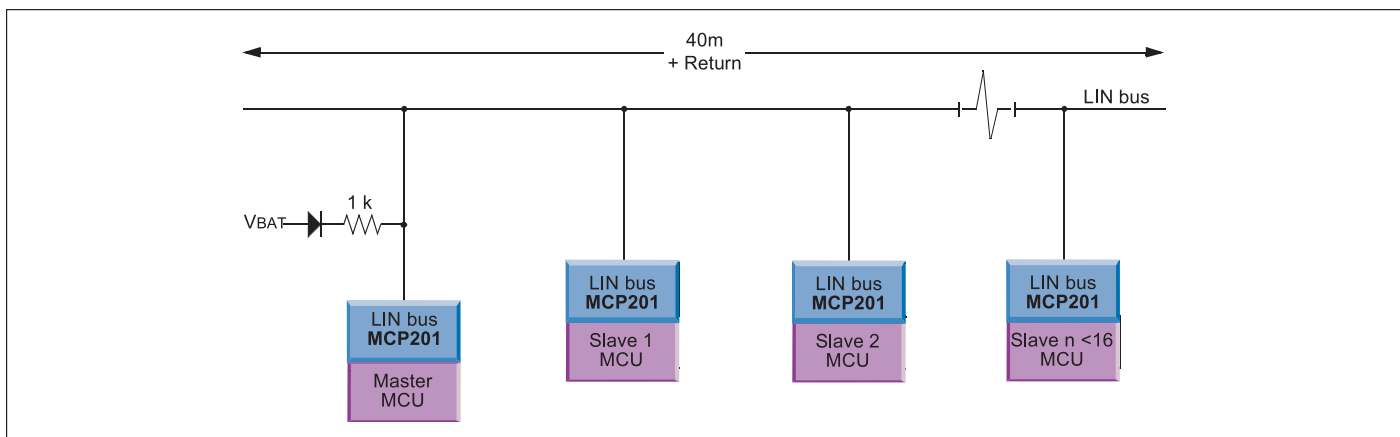 40m
+ Return
LIN bus
1 k
VBAT
LIN bus
MCP201
Master
MCU
LIN bus
MCP201
Slave 1
MCU
LIN bus
MCP201
Slave 2
MCU
LIN bus
MCP201
Slave n <16
MCU